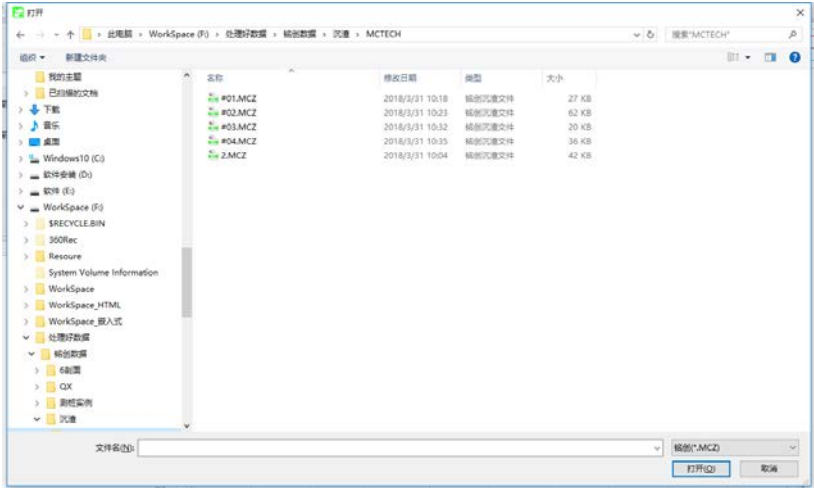 打开
← → ↑ › 此电脑 › WorkSpace (F:) › 处理好数据 › 铭创数据 › 沉渣 › MCTECH 搜索"MCTECH"
组织 新建文件夹
名称 修改日期 类型 大小
我的主题
已扫描的文档
下载
音乐
桌面
Windows10 (C:)
软件安装 (D:)
软件 (E:)
WorkSpace (F:)
$RECYCLE.BIN
360Rec
Resoure
System Volume Information
WorkSpace
WorkSpace_HTML
WorkSpace_嵌入式
处理好数据
铭创数据
6剖面
QX
测桩实例
沉渣
#01.MCZ 2018/3/31 10:18 铭创沉渣文件 27 KB
#02.MCZ 2018/3/31 10:23 铭创沉渣文件 62 KB
#03.MCZ 2018/3/31 10:32 铭创沉渣文件 20 KB
#04.MCZ 2018/3/31 10:35 铭创沉渣文件 36 KB
2.MCZ 2018/3/31 10:04 铭创沉渣文件 42 KB
文件名(N): 铭创(*.MCZ)
打开(O) 取消